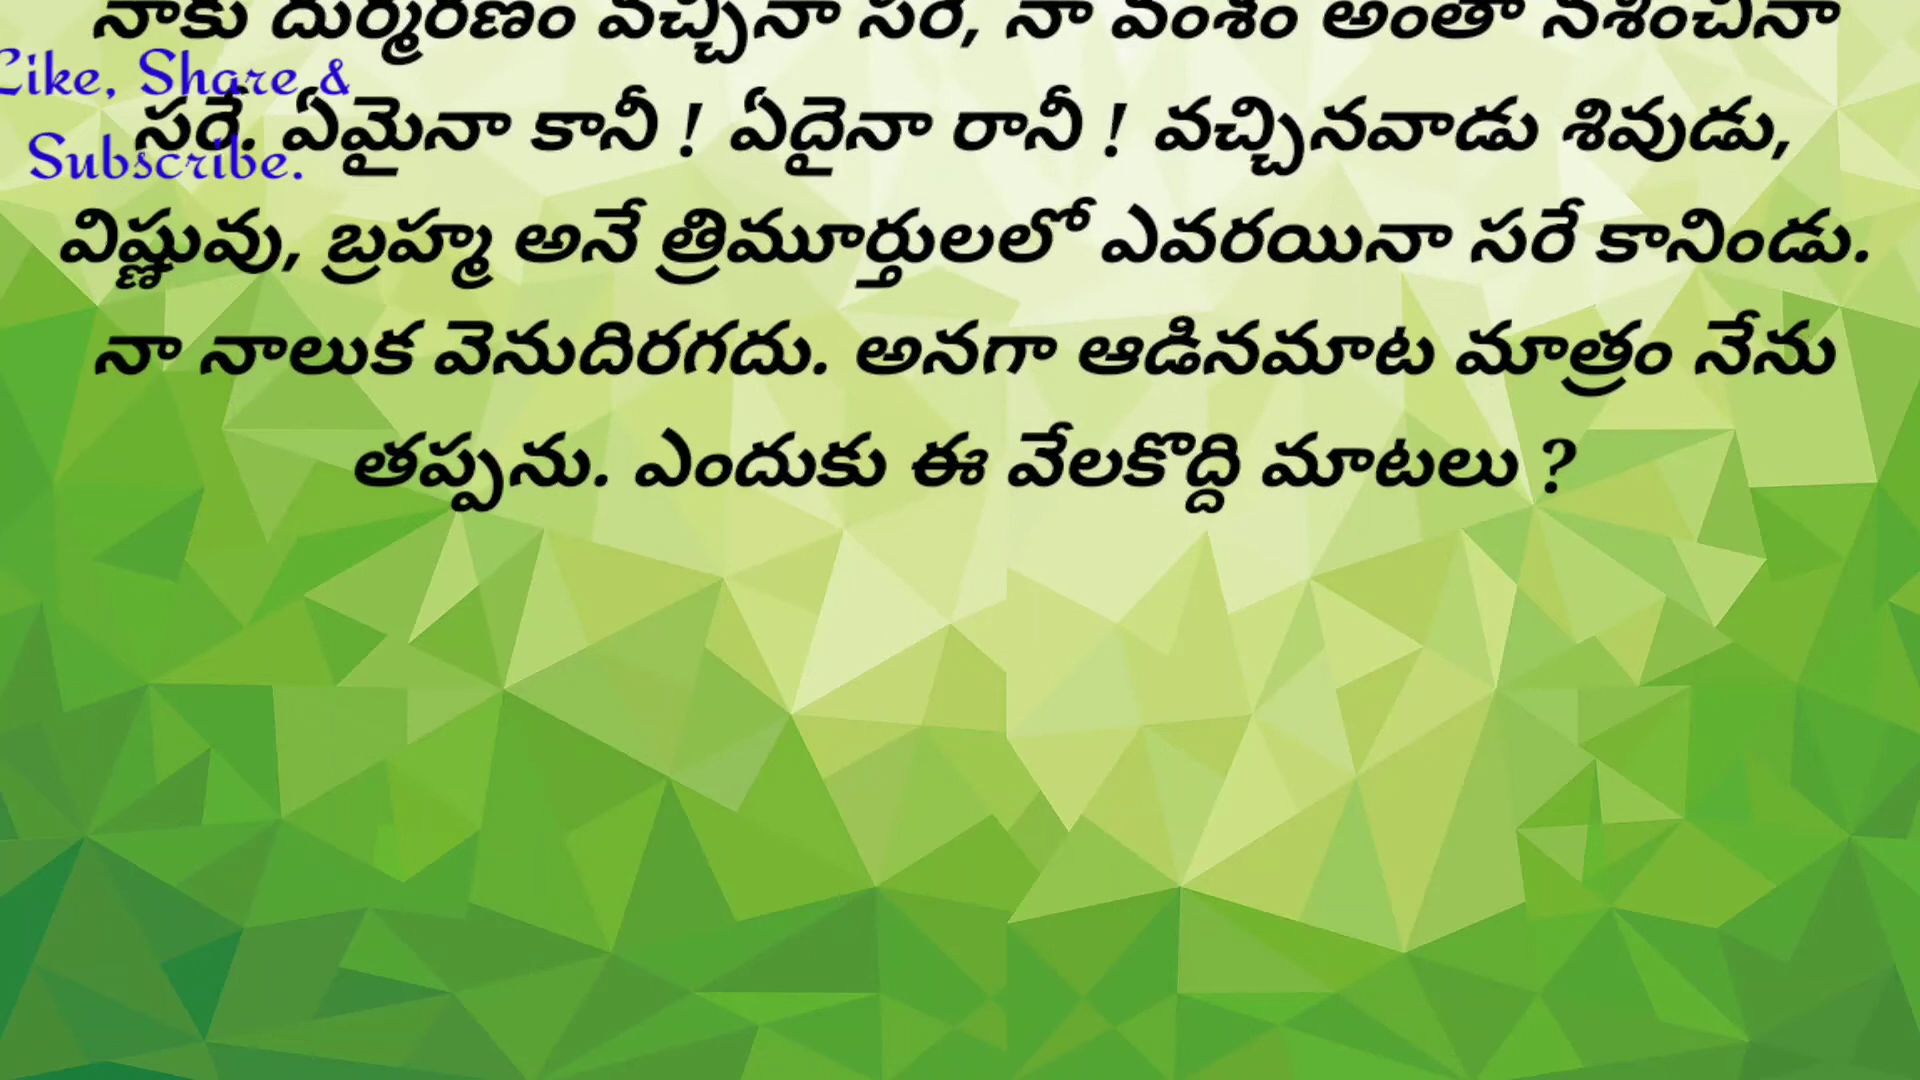 నాకు దుర్మరణం వచ్చినా సరే, నా వంశం అంతా నశించినా
Like, Share &
సరే. ఏమైనా కానీ ! ఏదైనా రానీ ! వచ్చినవాడు శివుడు,
Subscribe.
విష్ణువు, బ్రహ్మ అనే త్రిమూర్తులలో ఎవరయినా సరే కానిండు.
నా నాలుక వెనుదిరగదు. అనగా ఆడినమాట మాత్రం నేను
తప్పను. ఎందుకు ఈ వేలకొద్ది మాటలు ?